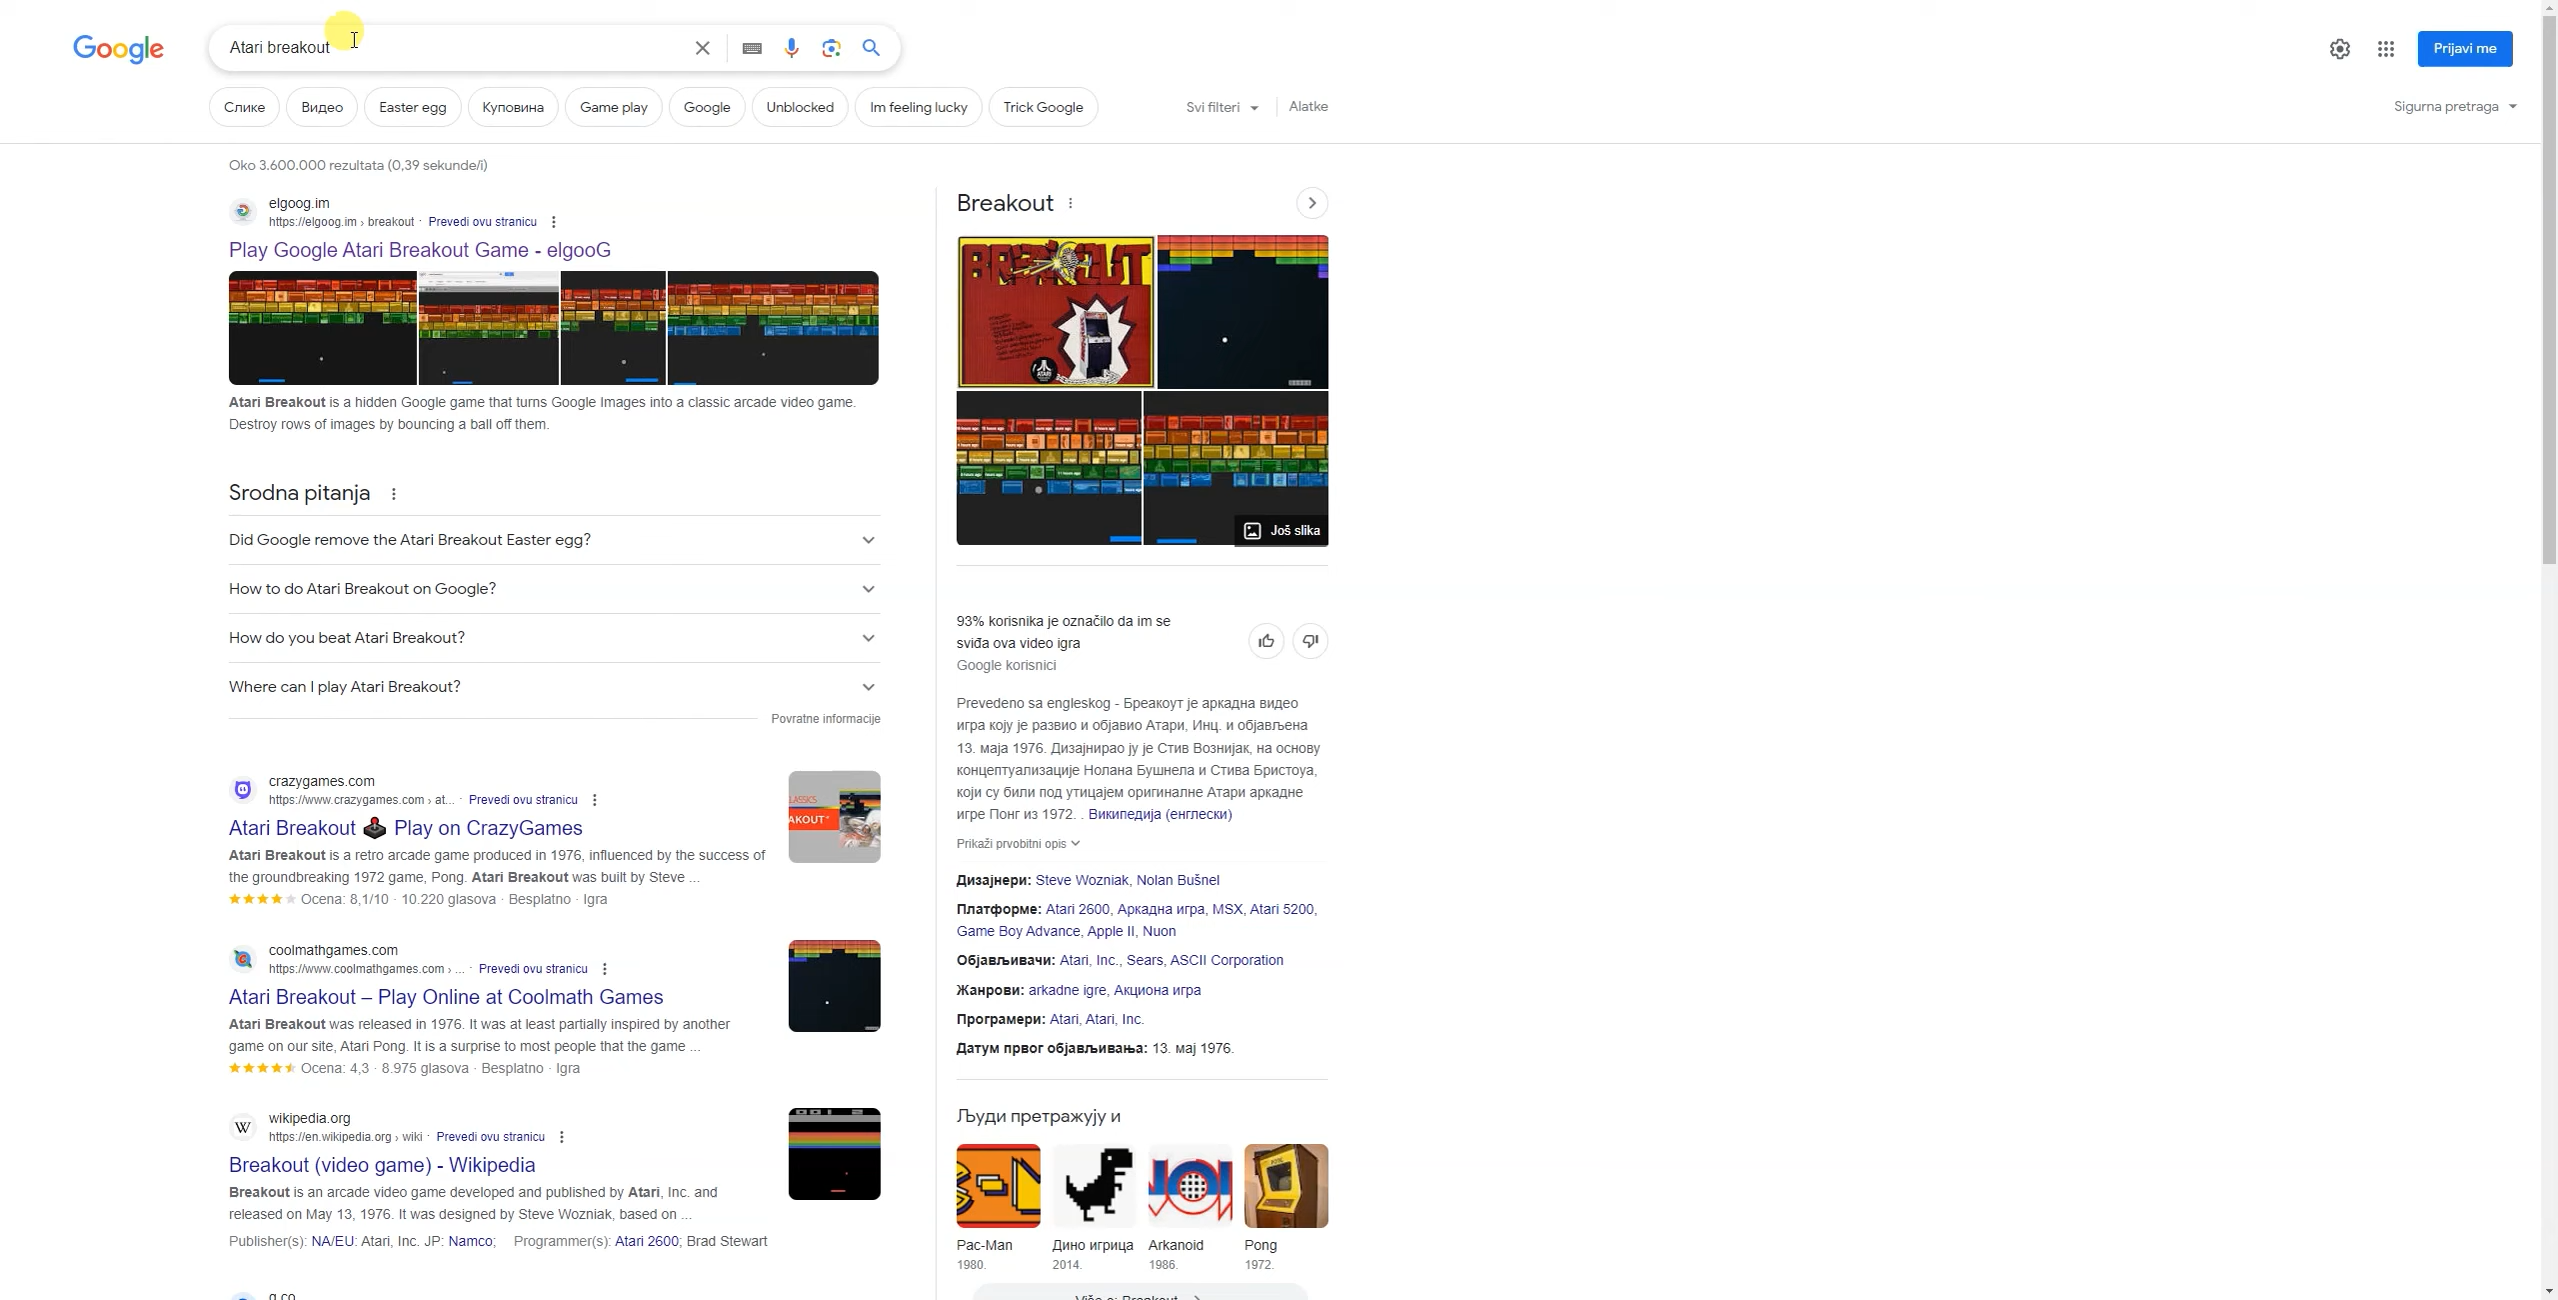 Google
Atari breakout
Prijavi me
Слике
Видео
Easter egg
Куповина
Game play
Google
Unblocked
Im feeling lucky
Trick Google
Svi filteri
Alatke
Sigurna pretraga
Oko 3.600.000 rezultata (0,39 sekunde/i)
elgoog.im
https://elgoog.im › breakout · Prevedi ovu stranicu
Play Google Atari Breakout Game - elgooG
Atari Breakout is a hidden Google game that turns Google Images into a classic arcade video game.
Destroy rows of images by bouncing a ball off them.
Srodna pitanja
Did Google remove the Atari Breakout Easter egg?
How to do Atari Breakout on Google?
How do you beat Atari Breakout?
Where can I play Atari Breakout?
Povratne informacije
crazygames.com
https://www.crazygames.com › at... · Prevedi ovu stranicu
Atari Breakout 🕹️ Play on CrazyGames
Atari Breakout is a retro arcade game produced in 1976, influenced by the success of
the groundbreaking 1972 game, Pong. Atari Breakout was built by Steve ...
Ocena: 8,1/10 · 10.220 glasova · Besplatno · Igra
coolmathgames.com
https://www.coolmathgames.com › ... · Prevedi ovu stranicu
Atari Breakout – Play Online at Coolmath Games
Atari Breakout was released in 1976. It was at least partially inspired by another
game on our site, Atari Pong. It is a surprise to most people that the game ...
Ocena: 4,3 · 8.975 glasova · Besplatno · Igra
wikipedia.org
https://en.wikipedia.org › wiki · Prevedi ovu stranicu
Breakout (video game) - Wikipedia
Breakout is an arcade video game developed and published by Atari, Inc. and
released on May 13, 1976. It was designed by Steve Wozniak, based on ...
Publisher(s): NA/EU: Atari, Inc. JP: Namco; Programmer(s): Atari 2600; Brad Stewart
g.co
Breakout
BREAKOUT
Još slika
93% korisnika je označilo da im se
sviđa ova video igra
Google korisnici
Prevedeno sa engleskog - Бреакоут је аркадна видео
игра коју је развио и објавио Атари, Инц. и објављена
13. маја 1976. Дизајнирао ју је Стив Вознијак, на основу
концептуализације Нолана Бушнела и Стива Бристоуа,
који су били под утицајем оригиналне Атари аркадне
игре Понг из 1972. . Википедија (енглески)
Prikaži prvobitni opis
Дизајнери: Steve Wozniak, Nolan Bušnel
Платформе: Atari 2600, Аркадна игра, MSX, Atari 5200,
Game Boy Advance, Apple II, Nuon
Објављивачи: Atari, Inc., Sears, ASCII Corporation
Жанрови: arkadne igre, Акциона игра
Програмери: Atari, Atari, Inc.
Датум првог објављивања: 13. мај 1976.
Људи претражују и
Pac-Man
1980.
Дино игрица
2014.
Arkanoid
1986.
Pong
1972.
Više o: Breakout